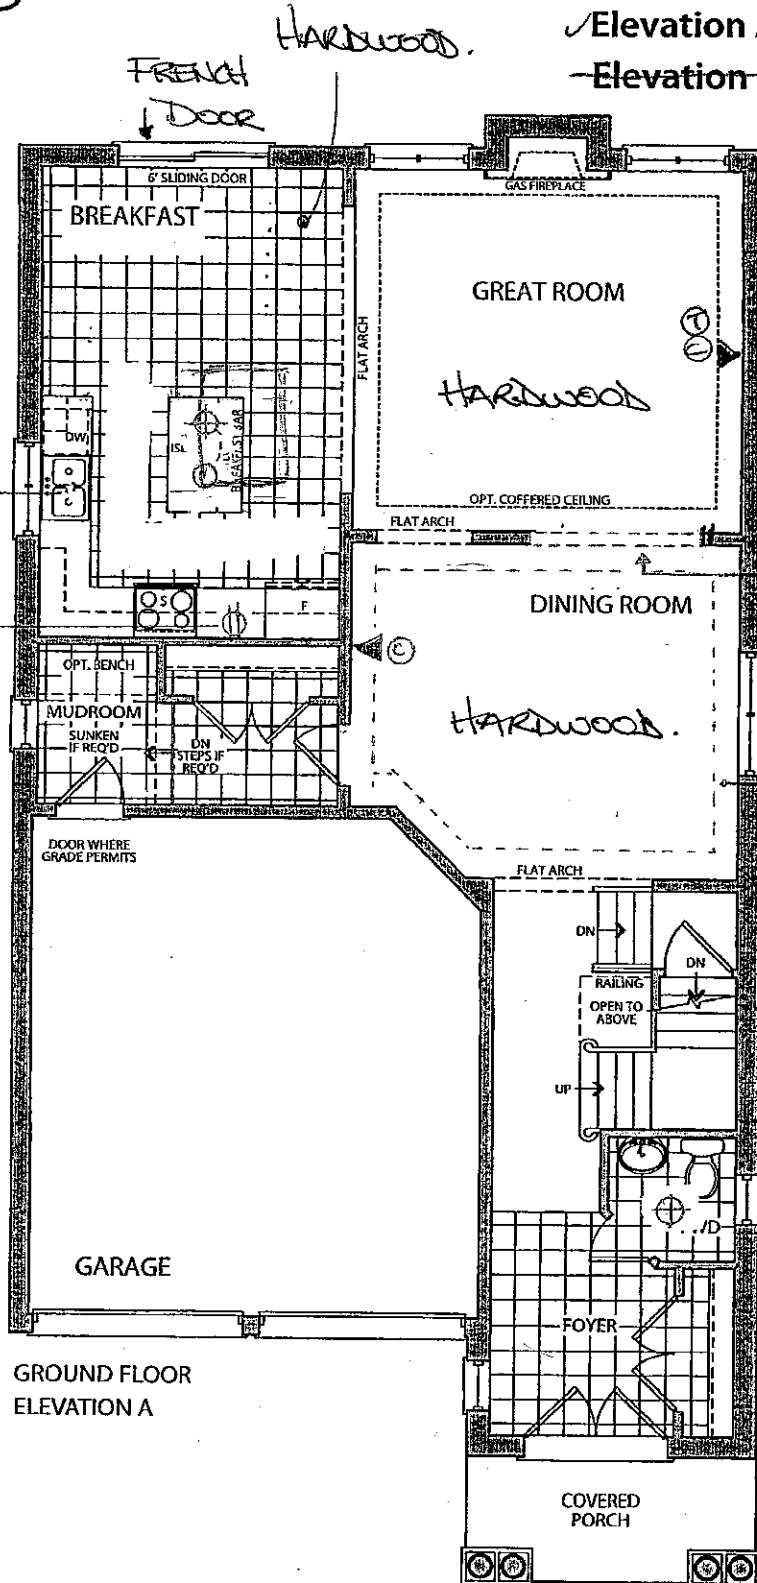 HARDWOOD.
✓Elevation
Elevation
FRENCH
DOOR
6' SLIDING DOOR
GAS FIREPLACE
BREAKFAST
GREAT ROOM
FLAT ARCH
T
HARDWOOD
DW
ISL
BREAKFAST BAR
OPT. COFFERED CEILING
FLAT ARCH
DINING ROOM
S
F
C
OPT. BENCH
MUDROOM
SUNKEN
IF REQ'D
DN
STEPS IF
REQ'D
HARDWOOD.
DOOR WHERE
GRADE PERMITS
FLAT ARCH
DN
DN
RAILING
OPEN TO
ABOVE
UP
GARAGE
FOYER
GROUND FLOOR
ELEVATION A
COVERED
PORCH